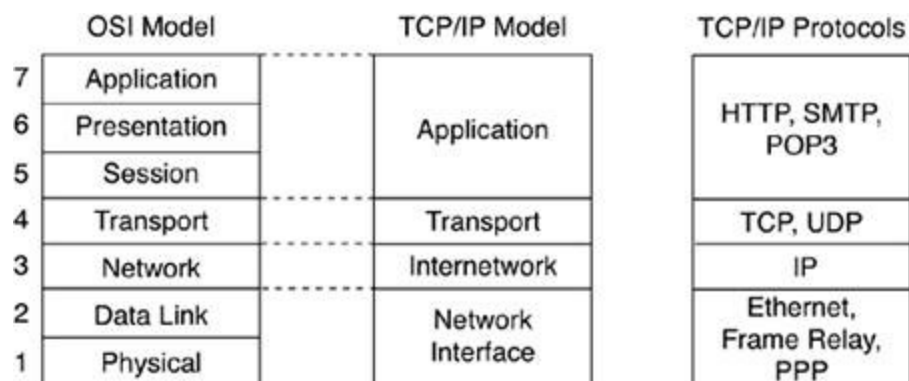 OSI Model
TCP/IP Model
TCP/IP Protocols
7
Application
6
Presentation
5
Session
Application
HTTP, SMTP,
POP3
4
Transport
Transport
TCP, UDP
3
Network
Internetwork
IP
2
Data Link
1
Physical
Network
Interface
Ethernet,
Frame Relay,
PPP